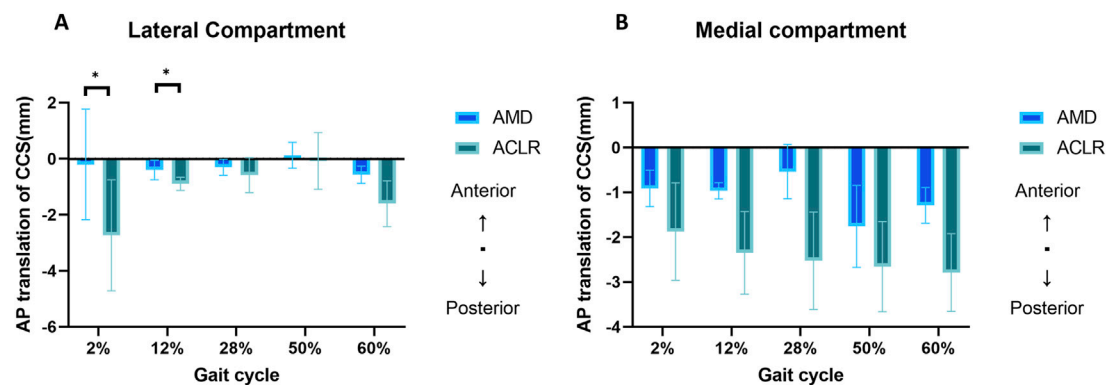 A
Lateral Compartment
*
*
AP translation of CCS(mm)
2
0
-2
-4
-6
2%
12%
28%
50%
60%
Gait cycle
AMD
ACLR
Anterior
↑
↓
Posterior
B
Medial compartment
AP translation of CCS(mm)
1
0
-1
-2
-3
-4
2%
12%
28%
50%
60%
Gait cycle
AMD
ACLR
Anterior
↑
↓
Posterior